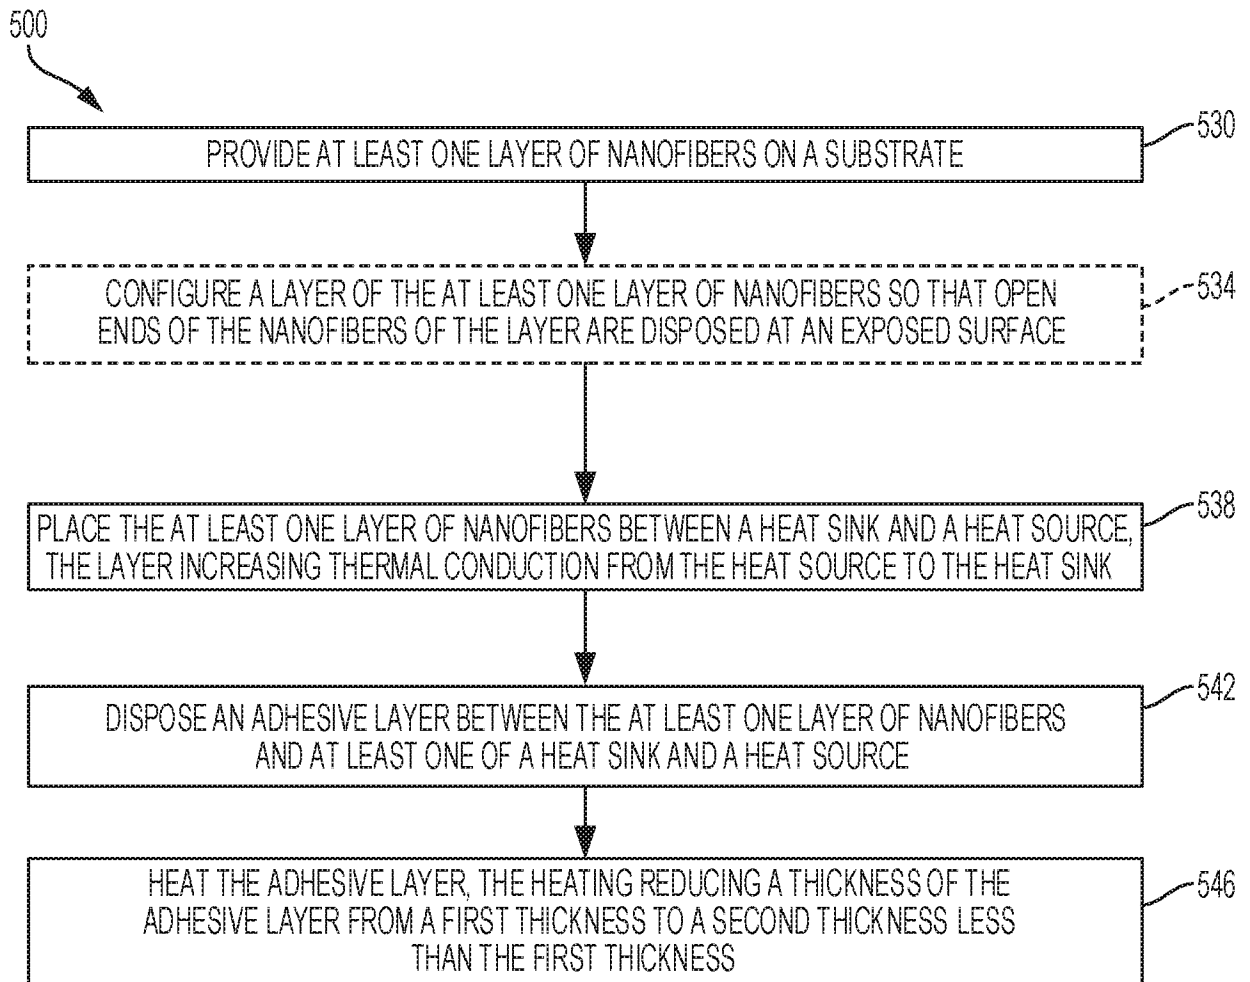 500
530
PROVIDE AT LEAST ONE LAYER OF NANOFIBERS ON A SUBSTRATE
534
CONFIGURE A LAYER OF THE AT LEAST ONE LAYER OF NANOFIBERS SO THAT OPEN
ENDS OF THE NANOFIBERS OF THE LAYER ARE DISPOSED AT AN EXPOSED SURFACE
538
PLACE THE AT LEAST ONE LAYER OF NANOFIBERS BETWEEN A HEAT SINK AND A HEAT SOURCE,
THE LAYER INCREASING THERMAL CONDUCTION FROM THE HEAT SOURCE TO THE HEAT SINK
542
DISPOSE AN ADHESIVE LAYER BETWEEN THE AT LEAST ONE LAYER OF NANOFIBERS
AND AT LEAST ONE OF A HEAT SINK AND A HEAT SOURCE
546
HEAT THE ADHESIVE LAYER, THE HEATING REDUCING A THICKNESS OF THE
ADHESIVE LAYER FROM A FIRST THICKNESS TO A SECOND THICKNESS LESS
THAN THE FIRST THICKNESS